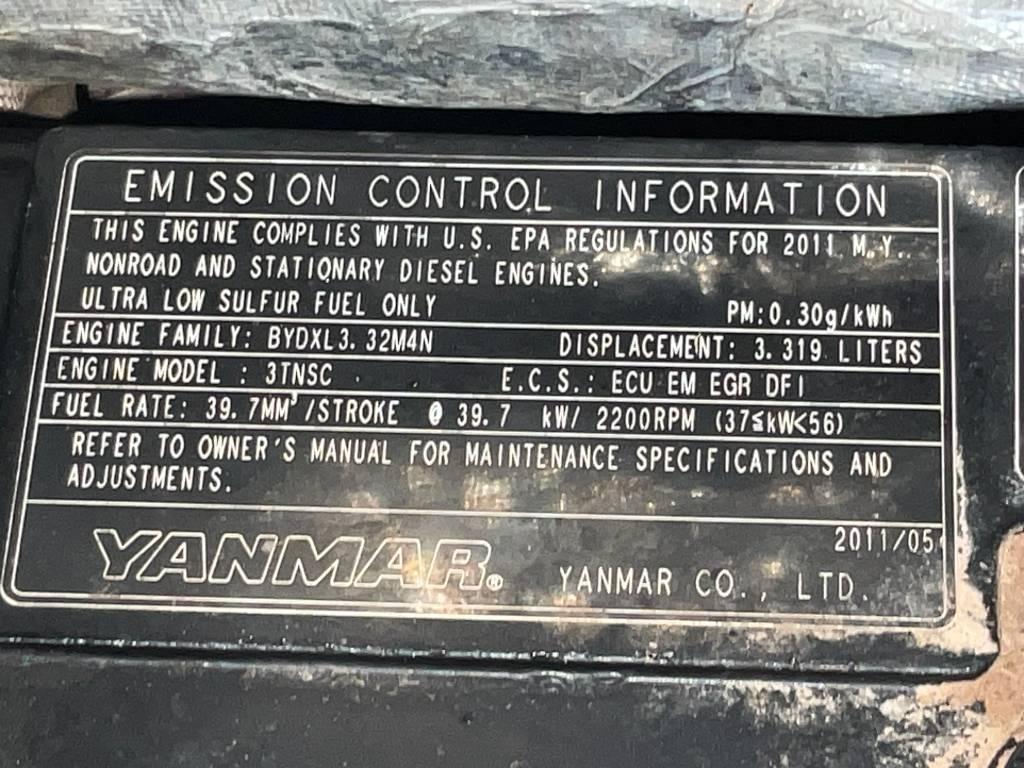 EMISSION CONTROL INFORMATION
THIS ENGINE COMPLIES WITH U.S. EPA REGULATIONS FOR 2011 M.Y.
NONROAD AND STATIONARY DIESEL ENGINES.
ULTRA LOW SULFUR FUEL ONLY PM:0.30g/kWh
ENGINE FAMILY: BYDXL3.32M4N DISPLACEMENT: 3.319 LITERS
ENGINE MODEL : 3TNSC E.C.S.: ECU EM EGR DFI
FUEL RATE: 39.7MM³/STROKE @ 39.7 kW/ 2200RPM (37≤kW<56)
REFER TO OWNER'S MANUAL FOR MAINTENANCE SPECIFICATIONS AND
ADJUSTMENTS.
2011/05
YANMAR® YANMAR CO., LTD.